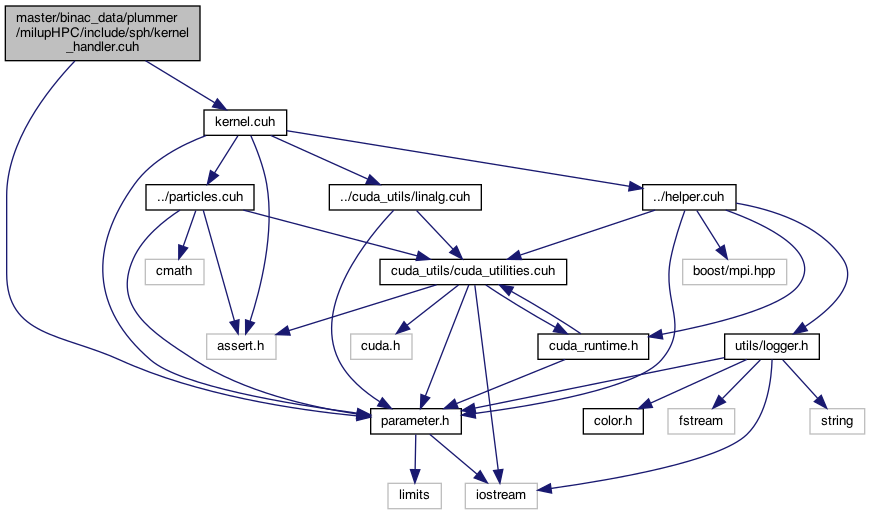 master/binac_data/plummer
/milupHPC/include/sph/kernel
_handler.cuh
kernel.cuh
../particles.cuh
../cuda_utils/linalg.cuh
../helper.cuh
cmath
cuda_utils/cuda_utilities.cuh
boost/mpi.hpp
assert.h
cuda.h
cuda_runtime.h
utils/logger.h
parameter.h
color.h
fstream
string
limits
iostream